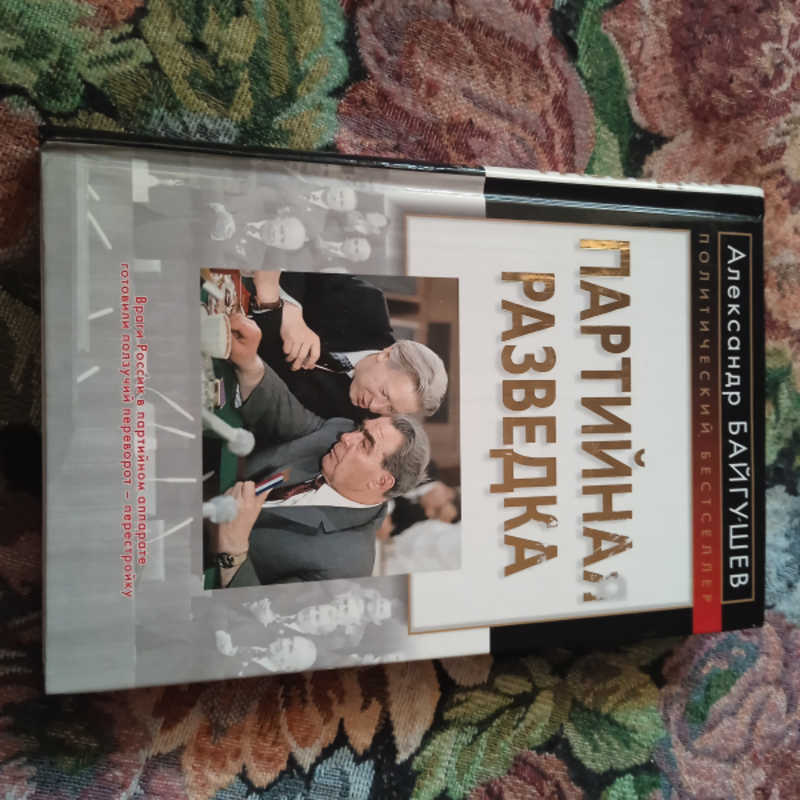 Александр БАЙГУШЕВ
ПОЛИТИЧЕСКИЙ БЕСТСЕЛЛЕР
ПАРТИЙНАЯ
РАЗВЕДКА
Враги России в партийном аппарате
готовили ползучий переворот – перестройку